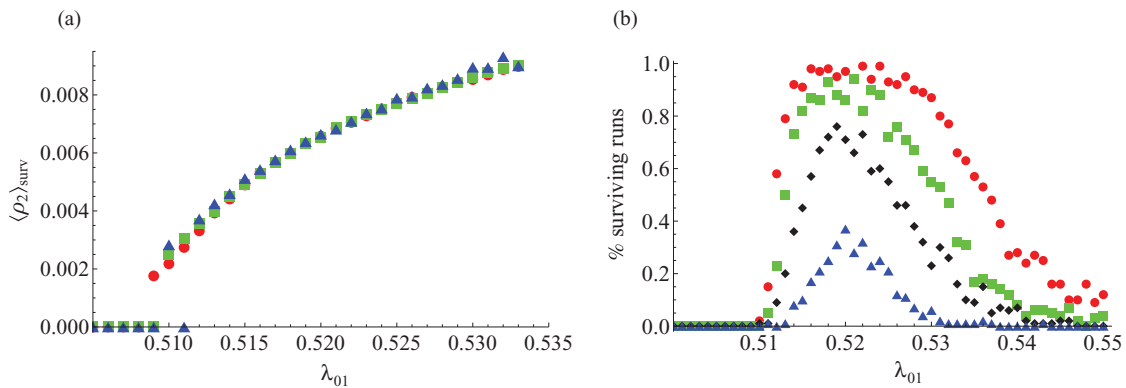 (a)
⟨ρ₂⟩surv
0.008
0.006
0.004
0.002
0.000
0.510 0.515 0.520 0.525 0.530 0.535
λ₀₁
(b)
% surviving runs
1.0
0.8
0.6
0.4
0.2
0.0
0.51 0.52 0.53 0.54 0.55
λ₀₁